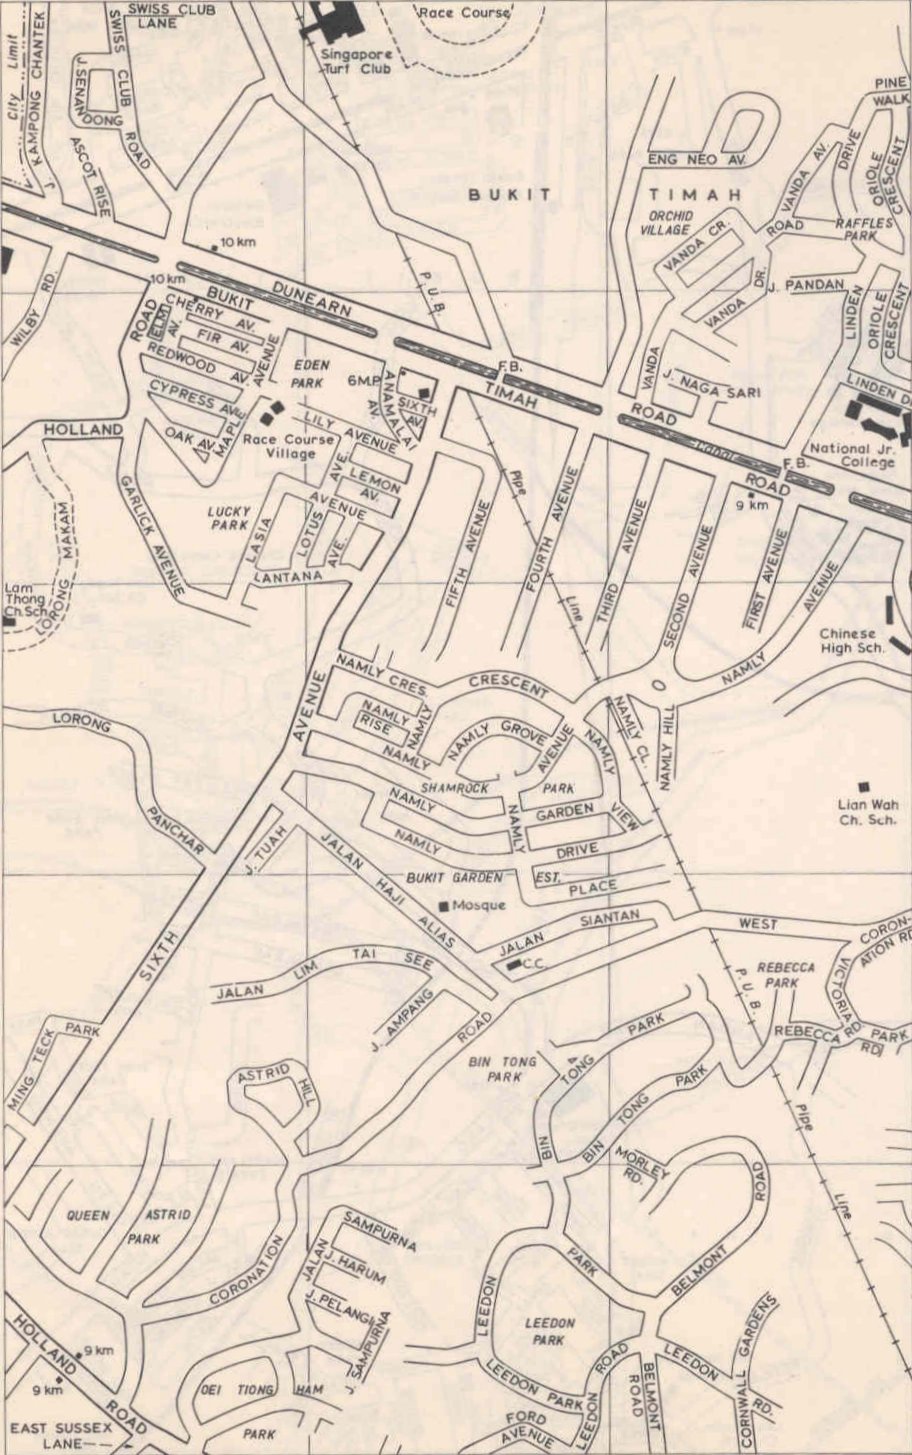 SWISS CLUB
LANE
Race Course
City Limit
J. KAMPONG CHANTEK
J. SENANDONG
SWISS CLUB ROAD
Singapore
Turf Club
ASCOT RISE
PINE
WALK
ENG NEO AV.
VANDA AV.
DRIVE
ORIOLE
CRESCENT
BUKIT TIMAH
ORCHID
VILLAGE
ROAD
RAFFLES
PARK
VANDA CR.
10 km
10 km
P.U.B.
WILBY RD.
ROAD
BUKIT
DUNEARN
VANDA DR.
J. PANDAN
LINDEN
ORIOLE
CRESCENT
ELM AV.
CHERRY AV.
FIR AV.
REDWOOD AV.
AVENUE
EDEN
PARK
6MP.
ANAMALAI AV.
SIXTH AV.
F.B.
TIMAH
ROAD
VANDA
J. NAGA SARI
LINDEN D
CYPRESS AV.
OAK AV.
MAPLE
Race Course
Village
LILY AVENUE
HOLLAND
Canal
F.B.
ROAD
National Jr.
College
9 km
LORONG MAKAM
GARLICK AVENUE
LUCKY
PARK
LASIA
AVE.
LEMON
AV.
AVENUE
LOTUS
AVE.
LANTANA
Pipe
Line
FIFTH AVENUE
FOURTH AVENUE
THIRD AVENUE
SECOND AVENUE
FIRST AVENUE
NAMLY AVENUE
Lam
Thong
Ch. Sch.
Chinese
High Sch.
AVENUE
NAMLY CRES.
CRESCENT
NAMLY
RISE
NAMLY
NAMLY GROVE
AVENUE
NAMLY
NAMLY CL.
NAMLY HILL
LORONG
PANCHAR
NAMLY
SHAMROCK PARK
NAMLY
GARDEN
VIEW
NAMLY
NAMLY
DRIVE
Lian Wah
Ch. Sch.
J. TUAH
JALAN HAJI ALIAS
BUKIT GARDEN EST.
PLACE
Mosque
JALAN SIANTAN
C.C.
WEST
CORON-
ATION RD
SIXTH
JALAN LIM TAI SEE
J. AMPANG
ROAD
P.U.B.
REBECCA
PARK
VICTORIA
RD
REBECCA
PARK
RD
MING TECK PARK
ASTRID HILL
BIN TONG
PARK
BIN TONG PARK
BIN TONG PARK
Pipe
Line
MORLEY
RD.
ROAD
QUEEN ASTRID
PARK
CORONATION
JALAN SAMPURNA
J. HARUM
J. PELANGI
J. SAMPURNA
LEEDON
PARK
BELMONT
LEEDON
PARK
ROAD
LEEDON
RD.
CORNWALL GARDENS
HOLLAND
ROAD
9 km
9 km
OEI TIONG HAM
PARK
LEEDON PARK
LEEDON
BELMONT
ROAD
FORD
AVENUE
EAST SUSSEX
LANE